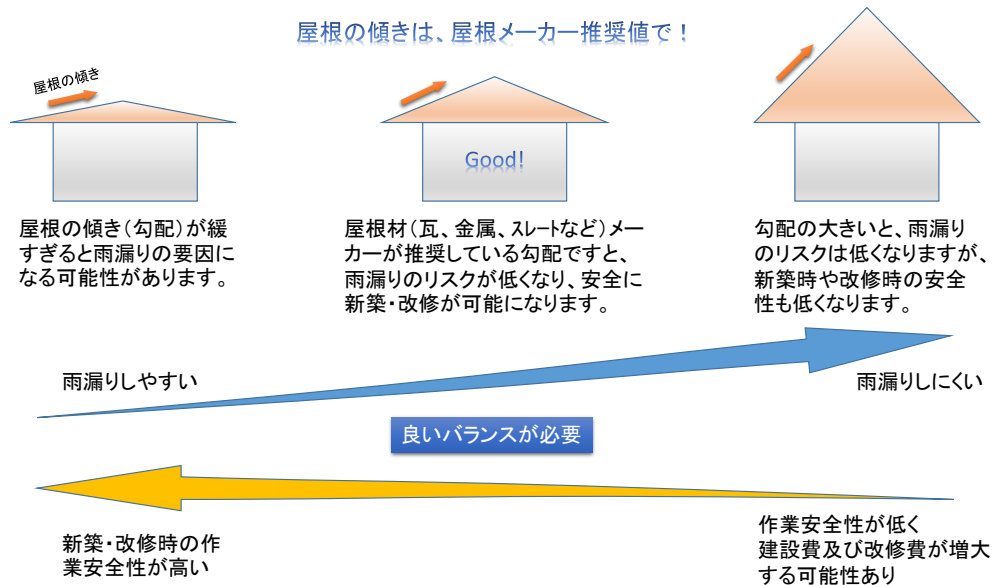 屋根の傾きは、屋根メーカー推奨値で！
屋根の傾き
Good!
屋根の傾き（勾配）が緩
すぎると雨漏りの要因に
なる可能性があります。
屋根材（瓦、金属、ｽﾚｰﾄなど）メー
カーが推奨している勾配ですと、
雨漏りのリスクが低くなり、安全に
新築・改修が可能になります。
勾配の大きいと、雨漏り
のリスクは低くなりますが、
新築時や改修時の安全
性も低くなります。
雨漏りしやすい
雨漏りしにくい
良いバランスが必要
新築・改修時の作
業安全性が高い
作業安全性が低く
建設費及び改修費が増大
する可能性あり